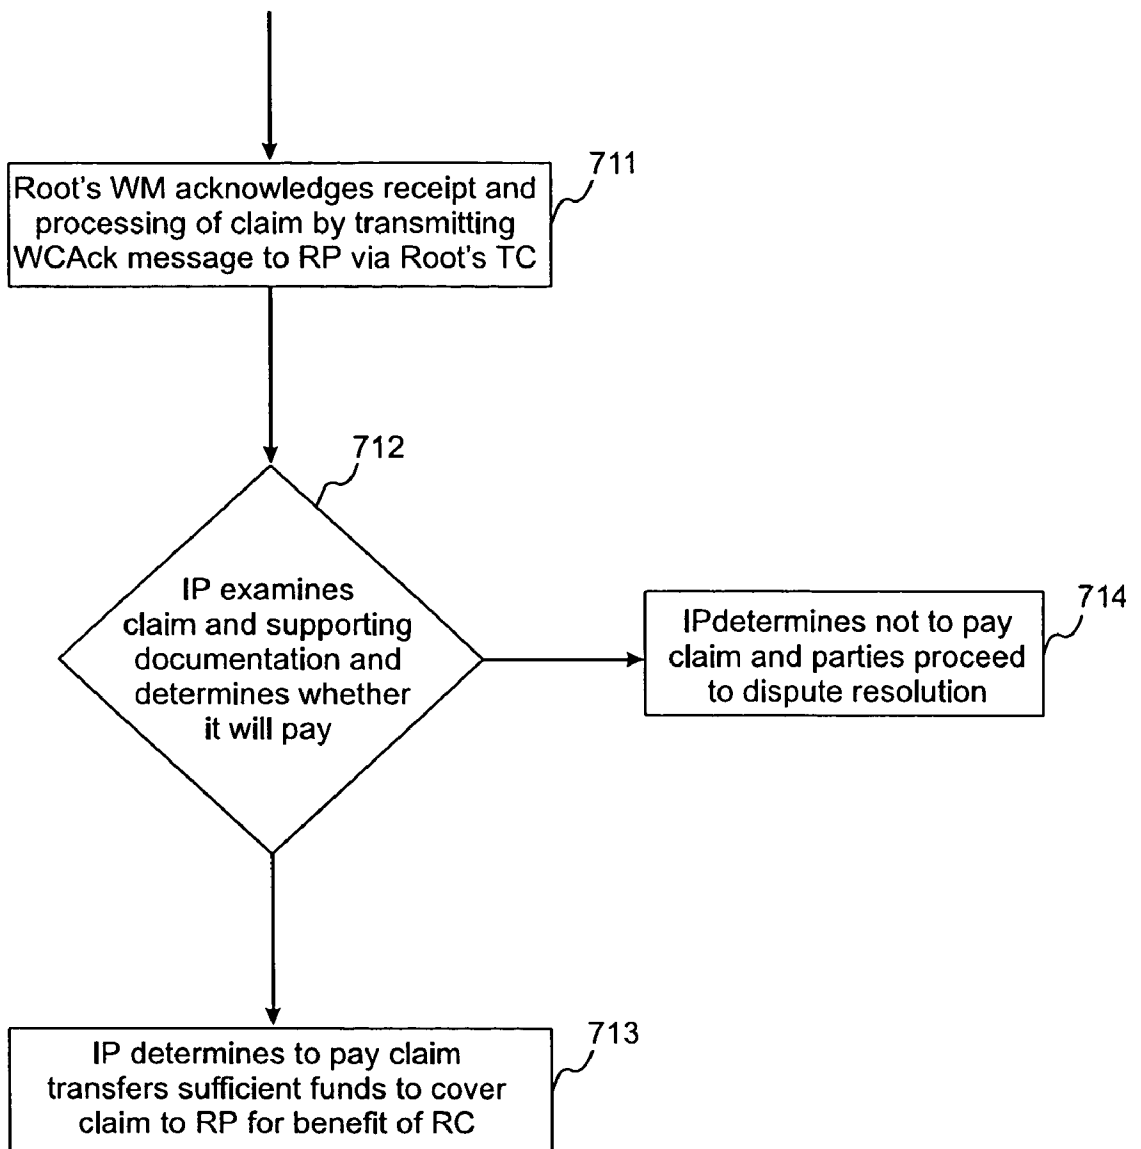 711
Root's WM acknowledges receipt and
processing of claim by transmitting
WCAck message to RP via Root's TC
712
IP examines
claim and supporting
documentation and
determines whether
it will pay
714
IPdetermines not to pay
claim and parties proceed
to dispute resolution
713
IP determines to pay claim
transfers sufficient funds to cover
claim to RP for benefit of RC